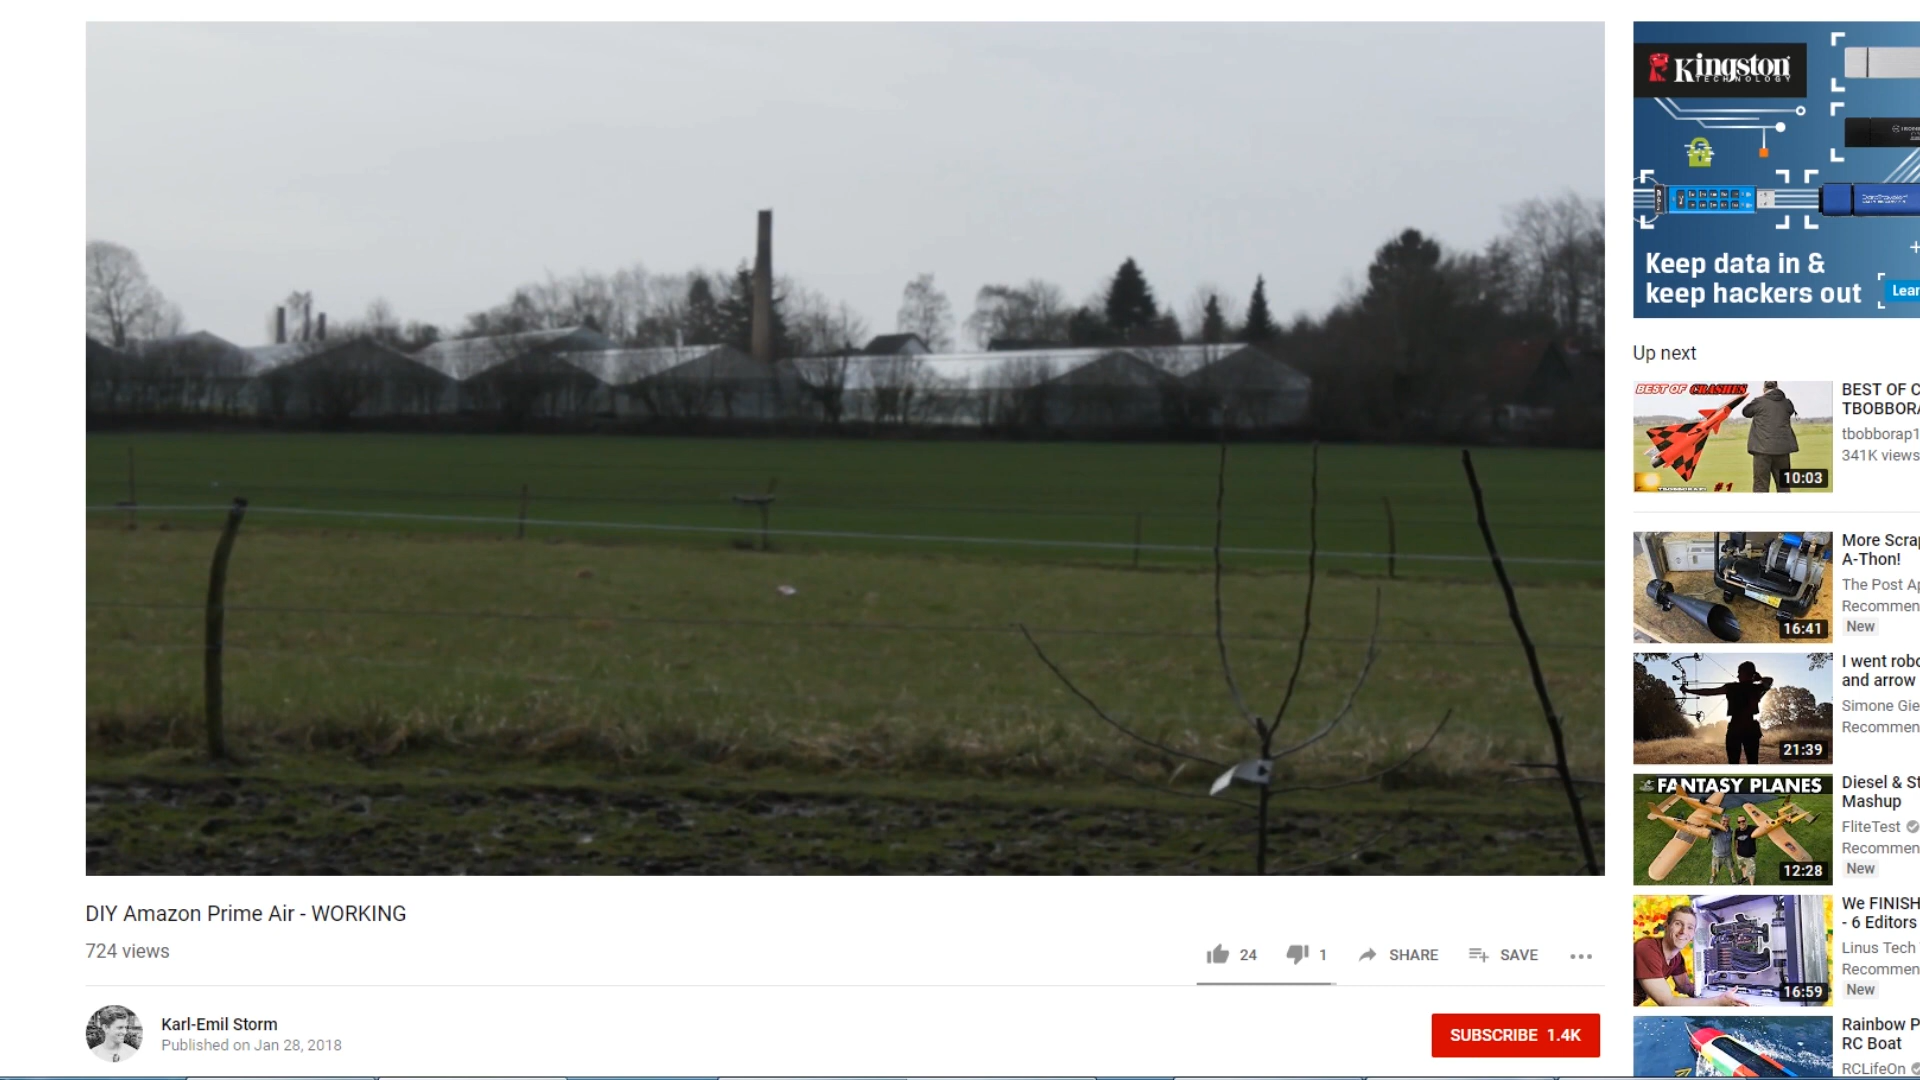 Kingston
TECHNOLOGY
Keep data in &
keep hackers out
Lear
Up next
BEST OF CRASHES
#1
10:03
BEST OF C
TBOBBORA
tbobborap1
341K views
16:41
More Scrap
A-Thon!
The Post Ap
Recommen
New
21:39
I went robo
and arrow
Simone Gie
Recommen
FANTASY PLANES
12:28
Diesel & St
Mashup
FliteTest
Recommen
New
16:59
We FINISH
- 6 Editors
Linus Tech
Recommen
New
Rainbow P
RC Boat
RCLifeOn
DIY Amazon Prime Air - WORKING
724 views
24
1
SHARE
SAVE
Karl-Emil Storm
Published on Jan 28, 2018
SUBSCRIBE 1.4K